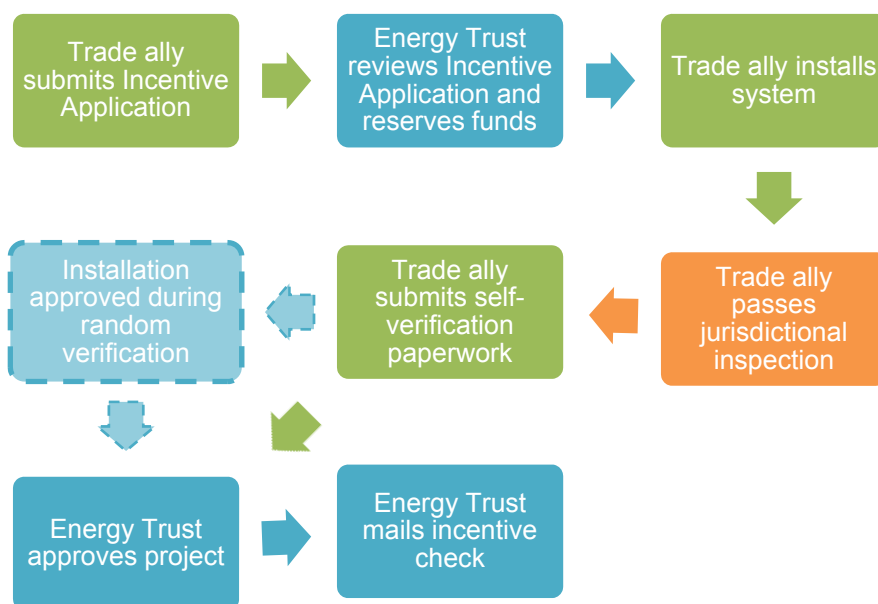 Trade ally
submits Incentive
Application
Energy Trust
reviews Incentive
Application and
reserves funds
Trade ally installs
system
Installation
approved during
random
verification
Trade ally
submits self-
verification
paperwork
Trade ally
passes
jurisdictional
inspection
Energy Trust
approves project
Energy Trust
mails incentive
check